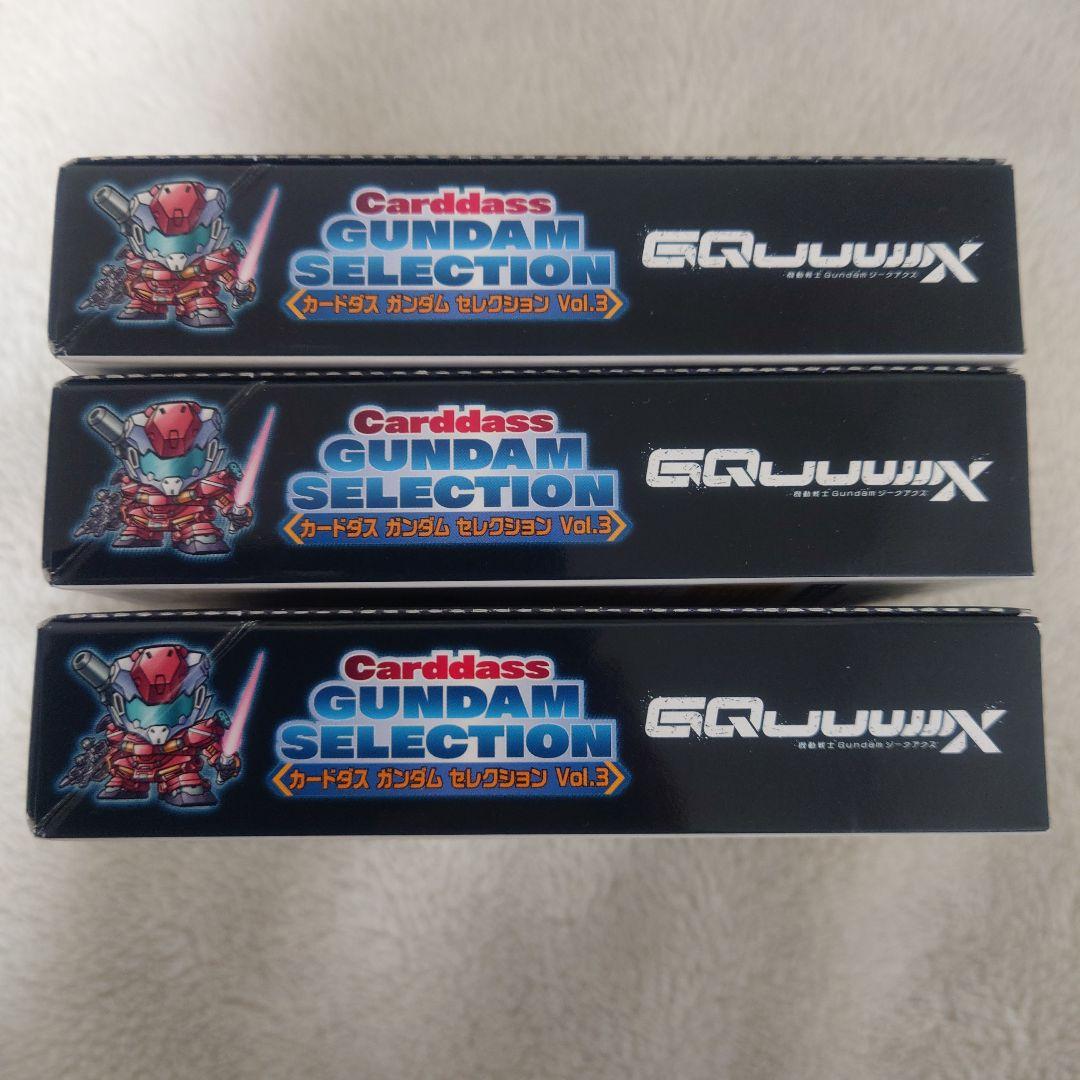 Carddass
GUNDAM
SELECTION
カードダス ガンダム セレクション Vol.3
GQuuuuuuX
機動戦士Gundamジークアクス
Carddass
GUNDAM
SELECTION
カードダス ガンダム セレクション Vol.3
GQuuuuuuX
機動戦士Gundamジークアクス
Carddass
GUNDAM
SELECTION
カードダス ガンダム セレクション Vol.3
GQuuuuuuX
機動戦士Gundamジークアクス